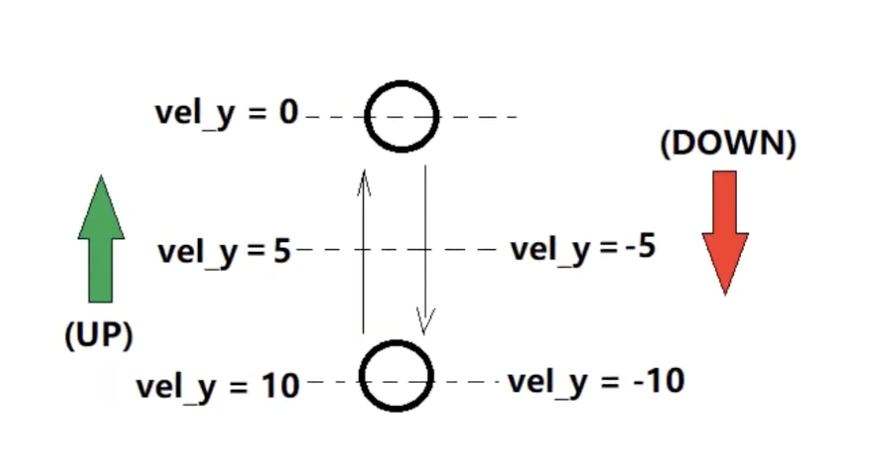 vel_y = 0
(DOWN)
vel_y = 5
vel_y = -5
(UP)
vel_y = 10
vel_y = -10